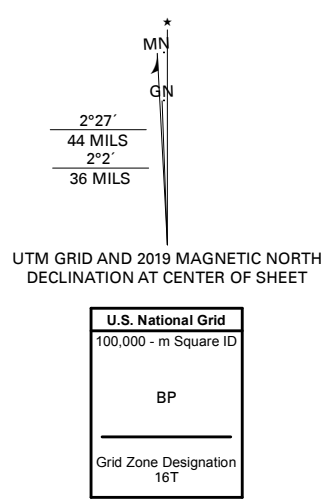 ★
MN
GN
2°27´
44 MILS
2°2´
36 MILS
UTM GRID AND 2019 MAGNETIC NORTH
DECLINATION AT CENTER OF SHEET
U.S. National Grid
100,000 - m Square ID
BP
Grid Zone Designation
16T